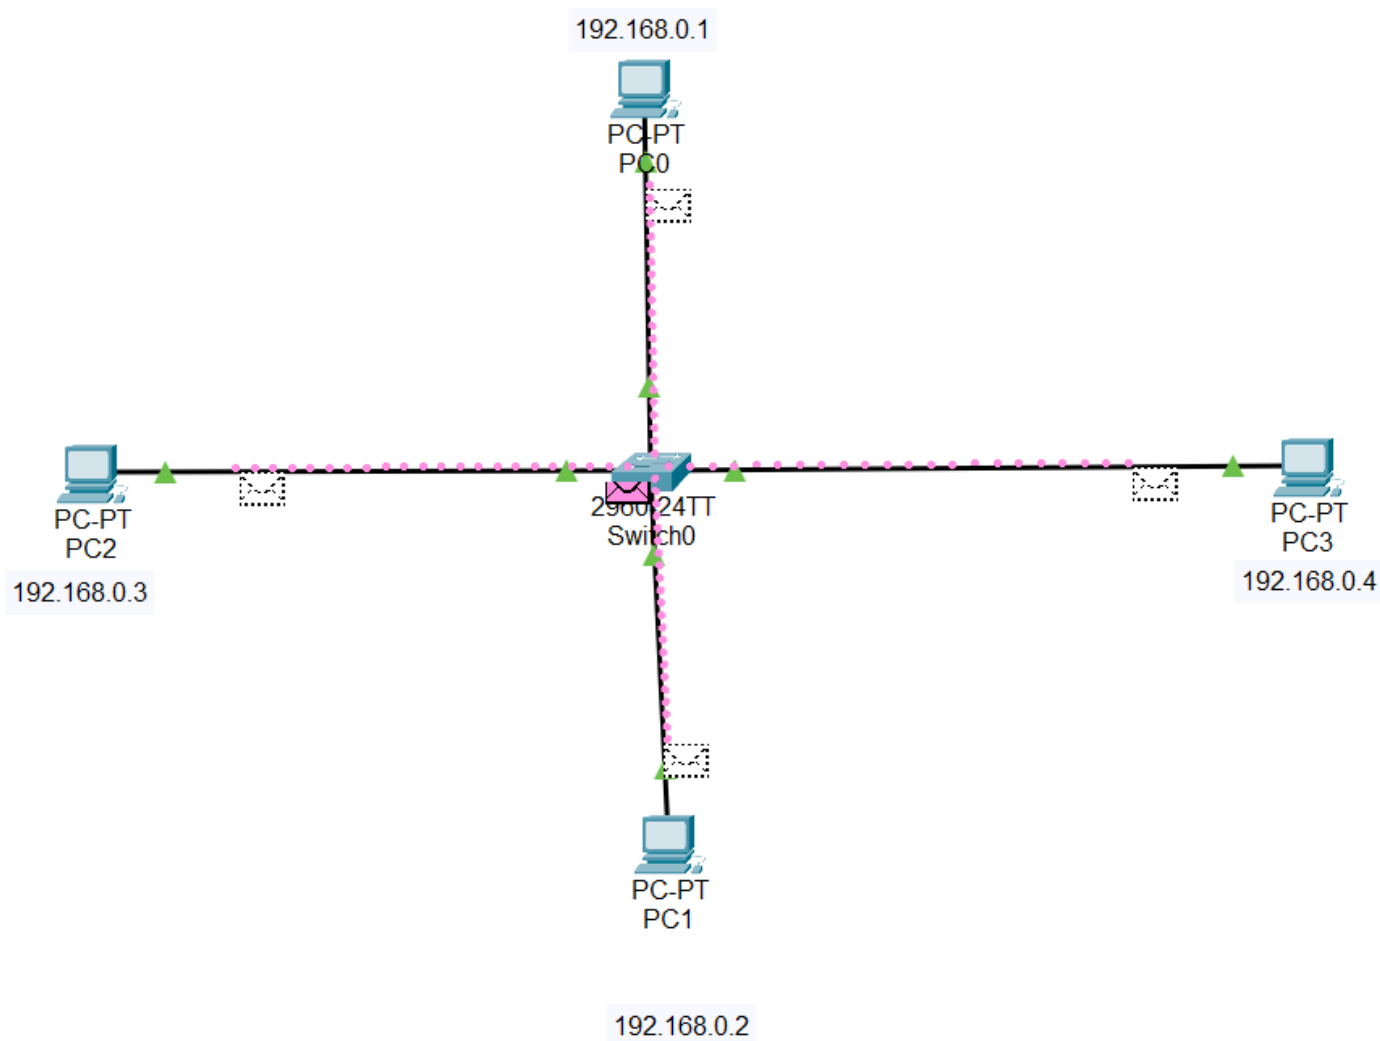 192.168.0.1
PC-PT
PC0
2960-24TT
Switch0
PC-PT
PC2
192.168.0.3
PC-PT
PC3
192.168.0.4
PC-PT
PC1
192.168.0.2